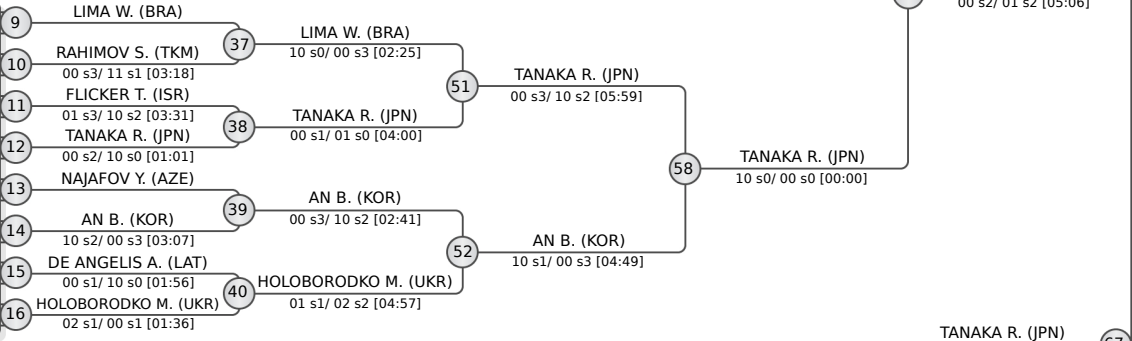 LIMA W. (BRA)
9
RAHIMOV S. (TKM)
10
00 s3/ 11 s1 [03:18]
FLICKER T. (ISR)
11
01 s3/ 10 s2 [03:31]
TANAKA R. (JPN)
12
00 s2/ 10 s0 [01:01]
NAJAFOV Y. (AZE)
13
AN B. (KOR)
14
10 s2/ 00 s3 [03:07]
DE ANGELIS A. (LAT)
15
00 s1/ 10 s0 [01:56]
HOLOBORODKO M. (UKR)
16
02 s1/ 00 s1 [01:36]
37
LIMA W. (BRA)
10 s0/ 00 s3 [02:25]
38
TANAKA R. (JPN)
00 s1/ 01 s0 [04:00]
39
AN B. (KOR)
00 s3/ 10 s2 [02:41]
40
HOLOBORODKO M. (UKR)
01 s1/ 02 s2 [04:57]
51
TANAKA R. (JPN)
00 s3/ 10 s2 [05:59]
52
AN B. (KOR)
10 s1/ 00 s3 [04:49]
58
TANAKA R. (JPN)
10 s0/ 00 s0 [00:00]
00 s2/ 01 s2 [05:06]
TANAKA R. (JPN)